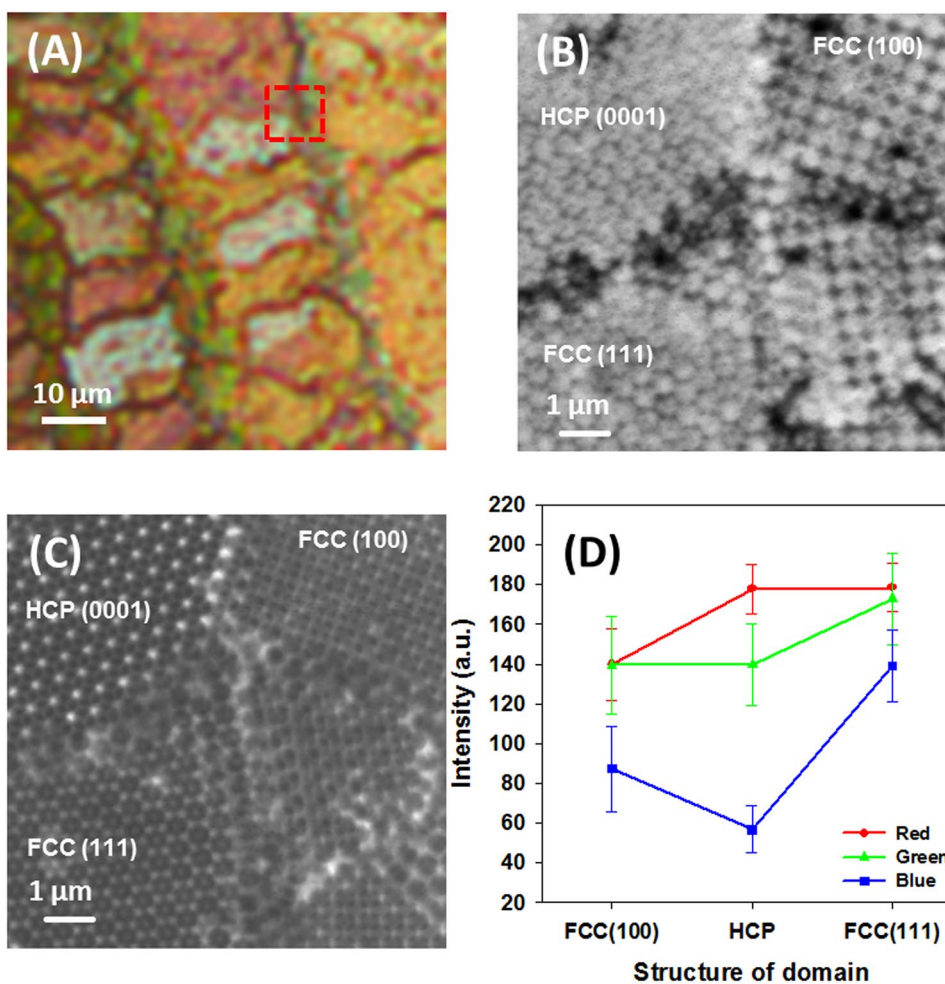 (A)
10 μm
(B)
FCC (100)
HCP (0001)
FCC (111)
1 μm
(C)
FCC (100)
HCP (0001)
FCC (111)
1 μm
(D)
Intensity (a.u.)
220
200
180
160
140
120
100
80
60
40
20
Red
Green
Blue
FCC(100) HCP FCC(111)
Structure of domain